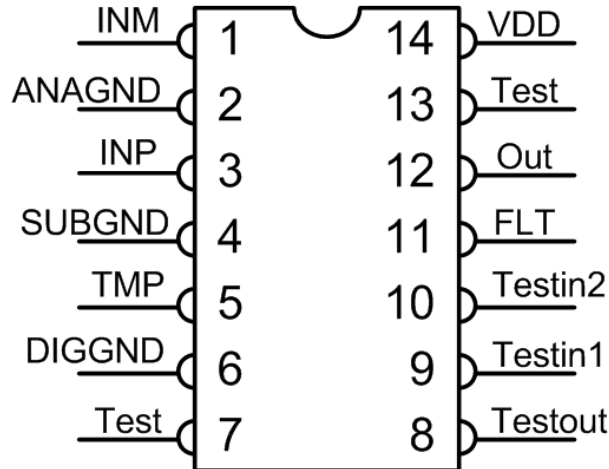 INM 1 14 VDD
ANAGND 2 13 Test
INP 3 12 Out
SUBGND 4 11 FLT
TMP 5 10 Testin2
DIGGND 6 9 Testin1
Test 7 8 Testout